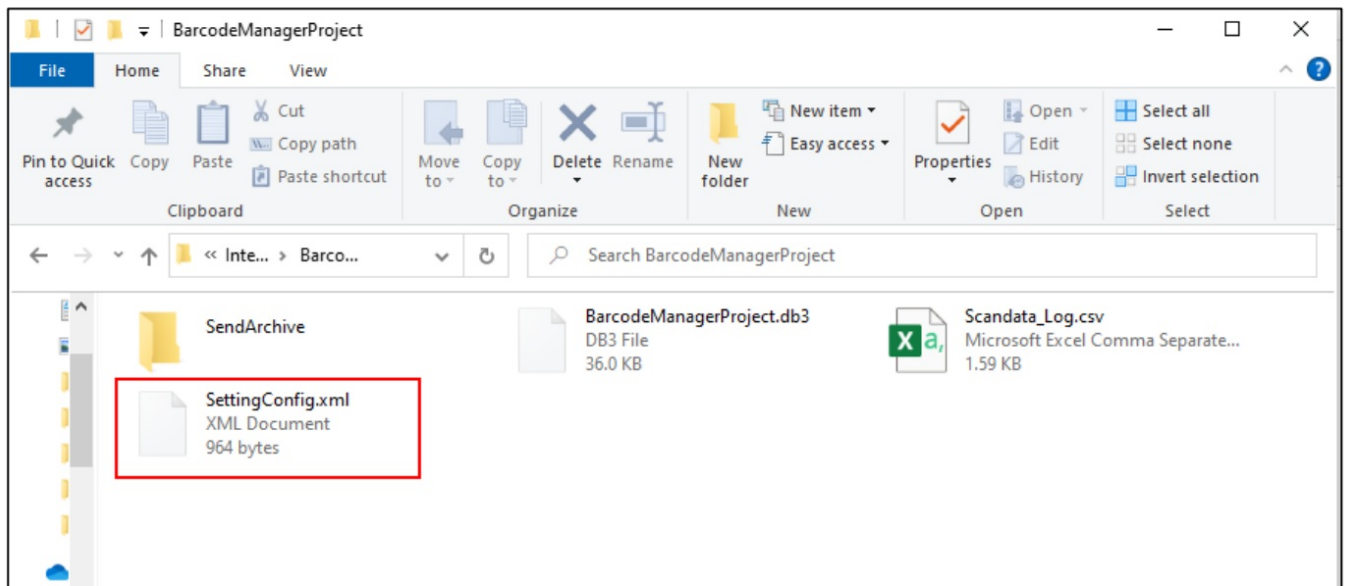 BarcodeManagerProject
File Home Share View
?
Pin to Quick access
Copy
Paste
Cut
Copy path
Paste shortcut
Move to
Copy to
Delete
Rename
New folder
New item
Easy access
Properties
Open
Edit
History
Select all
Select none
Invert selection
Clipboard Organize New Open Select
« Inte... > Barco... Search BarcodeManagerProject
SendArchive
BarcodeManagerProject.db3
DB3 File
36.0 KB
X a,
Scandata_Log.csv
Microsoft Excel Comma Separate...
1.59 KB
SettingConfig.xml
XML Document
964 bytes